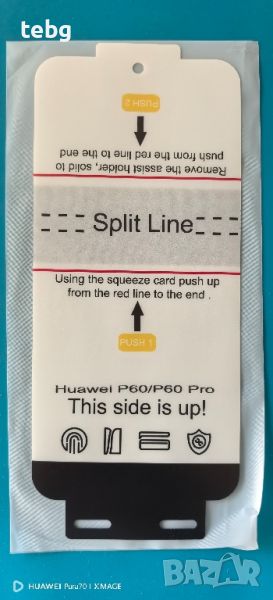 tebg
PUSH 2
Remove the assist holder, solid to
push from the red line to the end
Split Line
Using the squeeze card push up
from the red line to the end .
PUSH 1
Huawei P60/P60 Pro
This side is up!
HUAWEI Pura70 | XMAGE
BAZAR